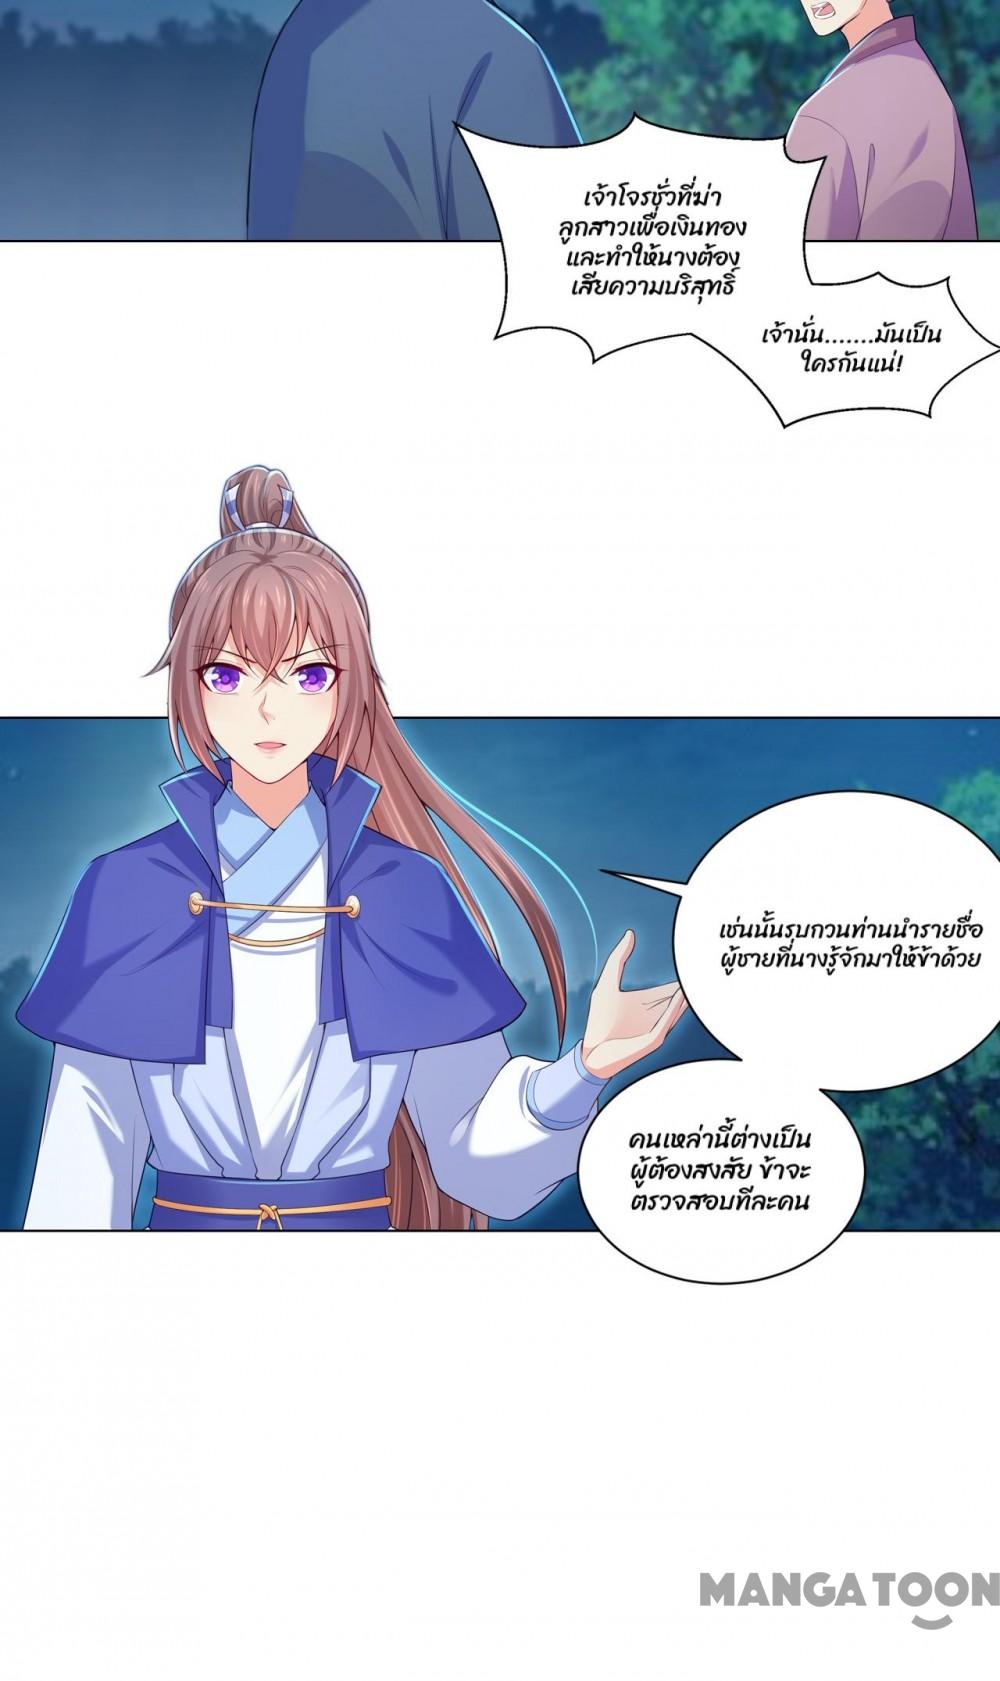 เจ้าโจรชั่วที่ฆ่า
ลูกสาวเพื่อเงินทอง
และทำให้นางต้อง
เสียความบริสุทธิ์
เจ้านั่น.......มันเป็น
ใครกันแน่!
เช่นนั้นรบกวนท่านนำรายชื่อ
ผู้ชายที่นางรู้จักมาให้ข้าด้วย
คนเหล่านี้ต่างเป็น
ผู้ต้องสงสัย ข้าจะ
ตรวจสอบทีละคน
MANGATOON